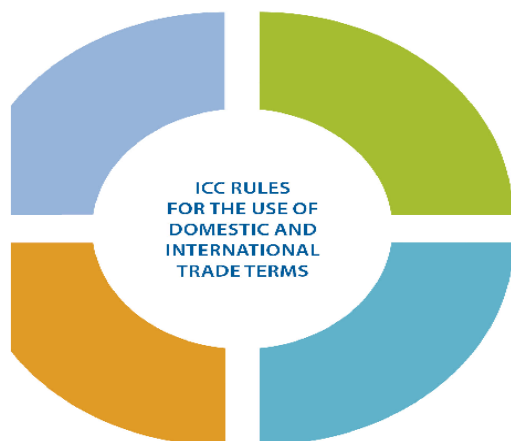 ICC RULES
FOR THE USE OF
DOMESTIC AND
INTERNATIONAL
TRADE TERMS